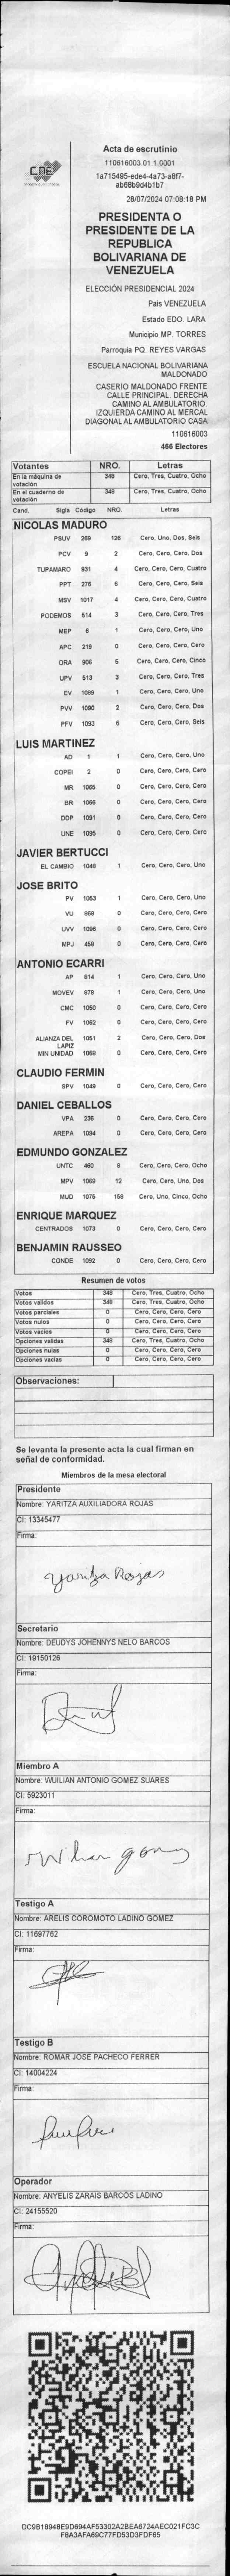 CNE
Acta de escrutinio
110616003.01.1.0001
1a715495-ede4-4a73-a8f7-
ab68b9d4b1b7
28/07/2024 07:08:18 PM
PRESIDENTA O
PRESIDENTE DE LA
REPUBLICA
BOLIVARIANA DE
VENEZUELA
ELECCIÓN PRESIDENCIAL 2024
Pais VENEZUELA
Estado EDO. LARA
Municipio MP. TORRES
Parroquia PQ. REYES VARGAS
ESCUELA NACIONAL BOLIVARIANA
MALDONADO
CASERIO MALDONADO FRENTE
CALLE PRINCIPAL. DERECHA
CAMINO AL AMBULATORIO.
IZQUIERDA CAMINO AL MERCAL
DIAGONAL AL AMBULATORIO CASA
110616003
466 Electores
Votantes NRO. Letras
En la máquina de votación 348 Cero, Tres, Cuatro, Ocho
En el cuaderno de votación 348 Cero, Tres, Cuatro, Ocho
Cand. Sigla Código NRO. Letras
NICOLAS MADURO
PSUV 269 126 Cero, Uno, Dos, Seis
PCV 9 2 Cero, Cero, Cero, Dos
TUPAMARO 931 4 Cero, Cero, Cero, Cuatro
PPT 276 6 Cero, Cero, Cero, Seis
MSV 1017 4 Cero, Cero, Cero, Cuatro
PODEMOS 514 3 Cero, Cero, Cero, Tres
MEP 6 1 Cero, Cero, Cero, Uno
APC 219 0 Cero, Cero, Cero, Cero
ORA 906 5 Cero, Cero, Cero, Cinco
UPV 513 3 Cero, Cero, Cero, Tres
EV 1089 1 Cero, Cero, Cero, Uno
PVV 1090 2 Cero, Cero, Cero, Dos
PFV 1093 6 Cero, Cero, Cero, Seis
LUIS MARTINEZ
AD 1 1 Cero, Cero, Cero, Uno
COPEI 2 0 Cero, Cero, Cero, Cero
MR 1065 0 Cero, Cero, Cero, Cero
BR 1066 0 Cero, Cero, Cero, Cero
DDP 1091 0 Cero, Cero, Cero, Cero
UNE 1095 0 Cero, Cero, Cero, Cero
JAVIER BERTUCCI
EL CAMBIO 1048 1 Cero, Cero, Cero, Uno
JOSE BRITO
PV 1053 1 Cero, Cero, Cero, Uno
VU 868 0 Cero, Cero, Cero, Cero
UVV 1096 0 Cero, Cero, Cero, Cero
MPJ 458 0 Cero, Cero, Cero, Cero
ANTONIO ECARRI
AP 814 1 Cero, Cero, Cero, Uno
MOVEV 879 1 Cero, Cero, Cero, Uno
CMC 1050 0 Cero, Cero, Cero, Cero
FV 1052 0 Cero, Cero, Cero, Cero
ALIANZA DEL LAPIZ 1051 2 Cero, Cero, Cero, Dos
MIN UNIDAD 1068 0 Cero, Cero, Cero, Cero
CLAUDIO FERMIN
SPV 1049 0 Cero, Cero, Cero, Cero
DANIEL CEBALLOS
VPA 236 0 Cero, Cero, Cero, Cero
AREPA 1094 0 Cero, Cero, Cero, Cero
EDMUNDO GONZALEZ
UNTC 460 8 Cero, Cero, Cero, Ocho
MPV 1069 12 Cero, Cero, Uno, Dos
MUD 1075 158 Cero, Uno, Cinco, Ocho
ENRIQUE MARQUEZ
CENTRADOS 1073 0 Cero, Cero, Cero, Cero
BENJAMIN RAUSSEO
CONDE 1092 0 Cero, Cero, Cero, Cero
Resumen de votos
Votos 348 Cero, Tres, Cuatro, Ocho
Votos validos 348 Cero, Tres, Cuatro, Ocho
Votos parciales 0 Cero, Cero, Cero, Cero
Votos nulos 0 Cero, Cero, Cero, Cero
Votos vacios 0 Cero, Cero, Cero, Cero
Opciones validas 348 Cero, Tres, Cuatro, Ocho
Opciones nulas 0 Cero, Cero, Cero, Cero
Opciones vacias 0 Cero, Cero, Cero, Cero
Observaciones:
Se levanta la presente acta la cual firman en
señal de conformidad.
Miembros de la mesa electoral
Presidente
Nombre: YARITZA AUXILIADORA ROJAS
CI: 13345477
Firma:
Yaritza Rojas
Secretario
Nombre: DEUDYS JOHENNYS NELO BARCOS
CI: 19150126
Firma:
Miembro A
Nombre: WUILIAN ANTONIO GOMEZ SUARES
CI: 5923011
Firma:
Testigo A
Nombre: ARELIS COROMOTO LADINO GOMEZ
CI: 11697762
Firma:
Testigo B
Nombre: ROMAR JOSE PACHECO FERRER
CI: 14004224
Firma:
Operador
Nombre: ANYELIS ZARAIS BARCOS LADINO
CI: 24155520
Firma:
DC9B18948E9D694AF53302A2BEA6724AEC021FC3C
F8A3AFA69C77FD53D3FDF65